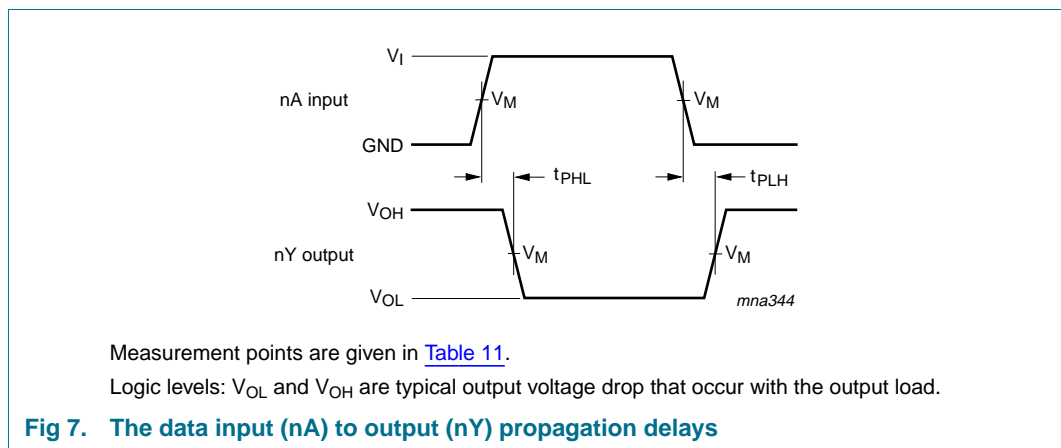 VI
nA input
VM
VM
GND
tPHL
tPLH
VOH
nY output
VM
VM
VOL
mna344
Measurement points are given in Table 11.
Logic levels: VOL and VOH are typical output voltage drop that occur with the output load.
Fig 7. The data input (nA) to output (nY) propagation delays